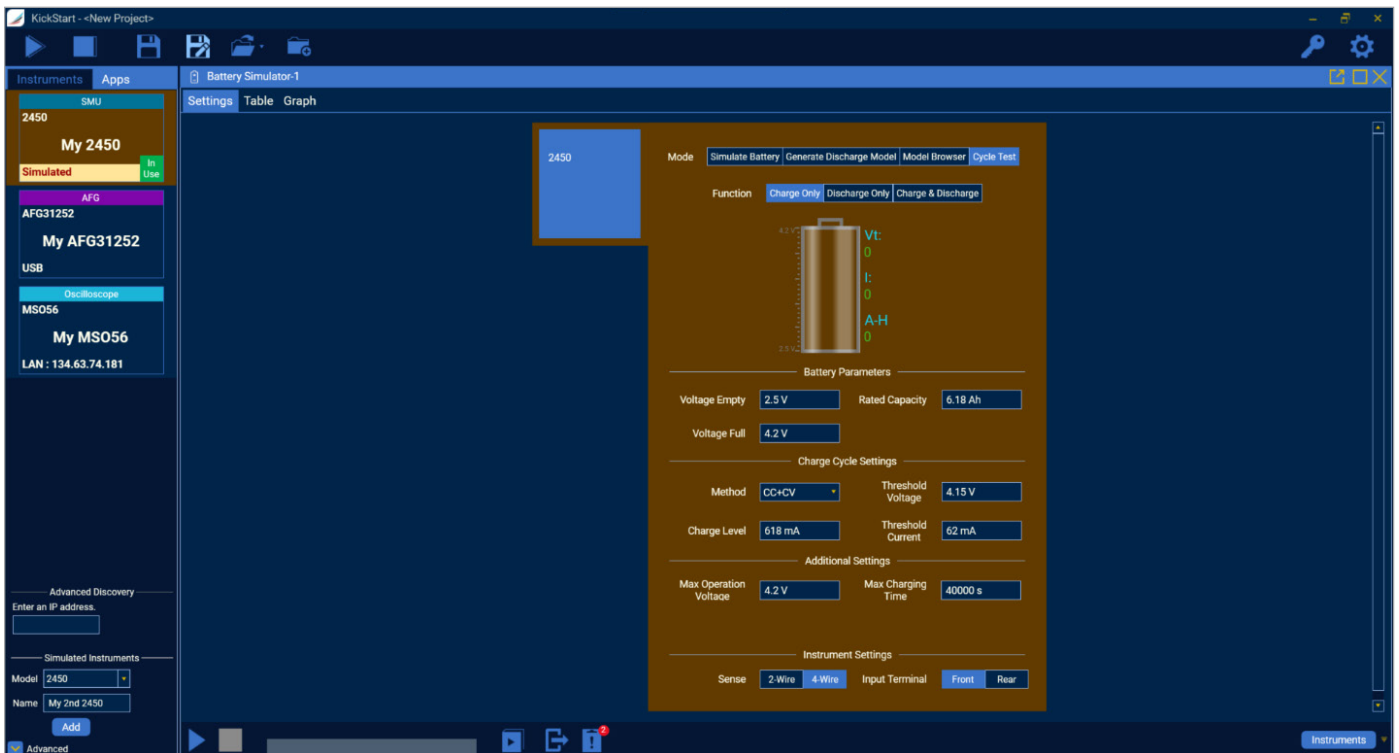 KickStart - <New Project>
Instruments Apps
SMU
2450
My 2450
Simulated
In Use
AFG
AFG31252
My AFG31252
USB
Oscilloscope
MSO56
My MSO56
LAN : 134.63.74.181
Advanced Discovery
Enter an IP address.
Simulated Instruments
Model 2450
Name My 2nd 2450
Add
Advanced
Battery Simulator-1
Settings Table Graph
2450
Mode Simulate Battery Generate Discharge Model Model Browser Cycle Test
Function Charge Only Discharge Only Charge & Discharge
4.2 V
Vt:
0
I:
0
A-H
0
2.5 V
Battery Parameters
Voltage Empty 2.5 V Rated Capacity 6.18 Ah
Voltage Full 4.2 V
Charge Cycle Settings
Method CC+CV Threshold Voltage 4.15 V
Charge Level 618 mA Threshold Current 62 mA
Additional Settings
Max Operation Voltage 4.2 V Max Charging Time 40000 s
Instrument Settings
Sense 2-Wire 4-Wire Input Terminal Front Rear
2
Instruments